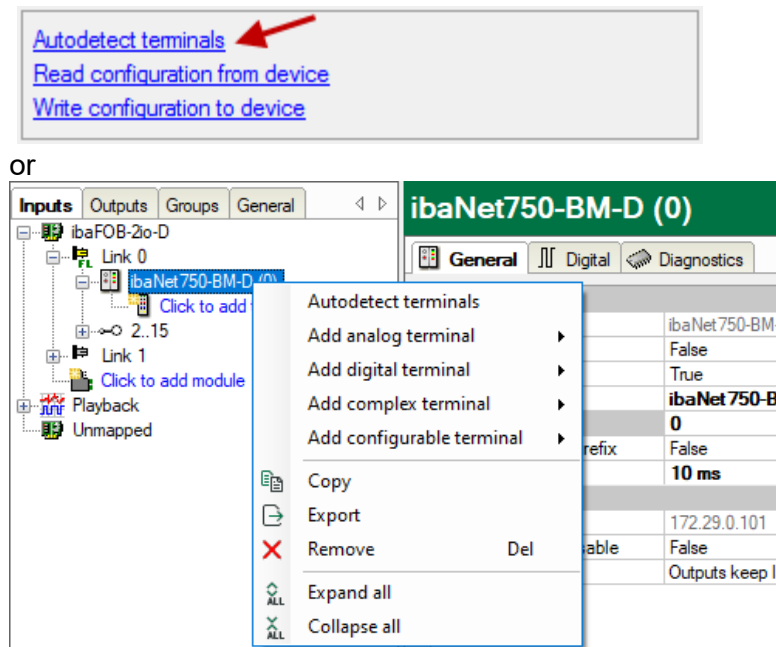 Autodetect terminals
Read configuration from device
Write configuration to device
or
Inputs Outputs Groups General
ibaNet750-BM-D (0)
ibaFOB-2io-D
Link 0
ibaNet750-BM-D (0)
Click to add
2..15
Link 1
Click to add module
Playback
Unmapped
Autodetect terminals
Add analog terminal
Add digital terminal
Add complex terminal
Add configurable terminal
Copy
Export
Remove Del
Expand all
Collapse all
General Digital Diagnostics
ibaNet750-BM-
False
True
ibaNet750-B
0
refix False
10 ms
172.29.0.101
able False
Outputs keep l